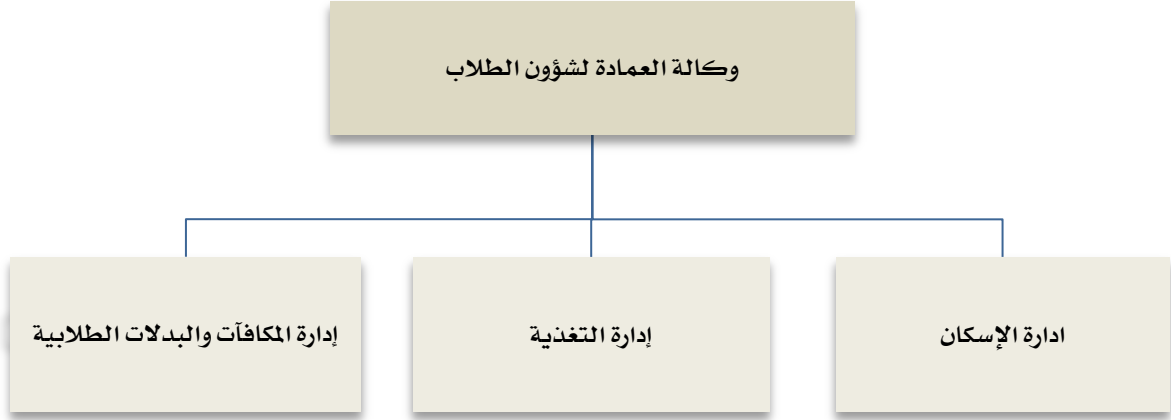 وكالة العمادة لشؤون الطلاب
ادارة الإسكان
إدارة التغذية
إدارة المكافآت والبدلات الطلابية